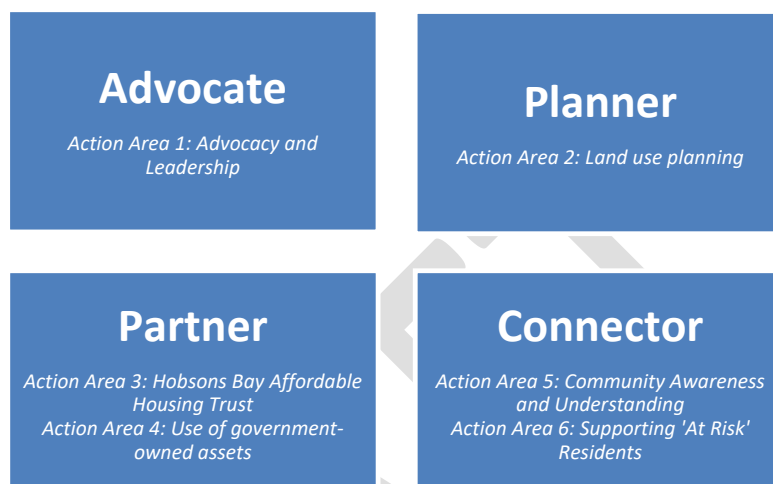 Advocate
Action Area 1: Advocacy and
Leadership
Planner
Action Area 2: Land use planning
Partner
Action Area 3: Hobsons Bay Affordable
Housing Trust
Action Area 4: Use of government-
owned assets
Connector
Action Area 5: Community Awareness
and Understanding
Action Area 6: Supporting 'At Risk'
Residents